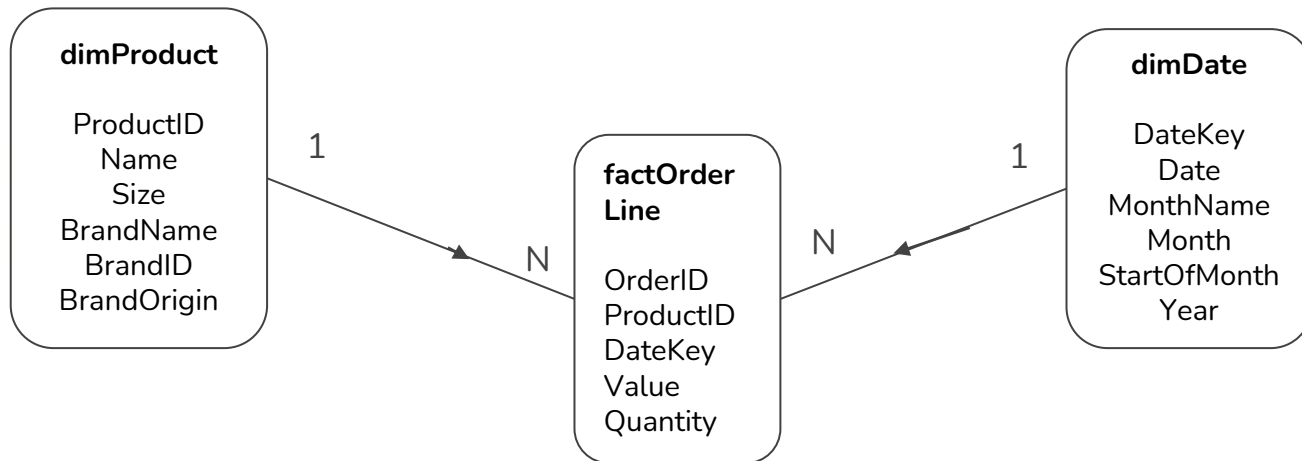 dimProduct
ProductID
Name
Size
BrandName
BrandID
BrandOrigin
1
N
factOrder
Line
OrderID
ProductID
DateKey
Value
Quantity
N
1
dimDate
DateKey
Date
MonthName
Month
StartOfMonth
Year